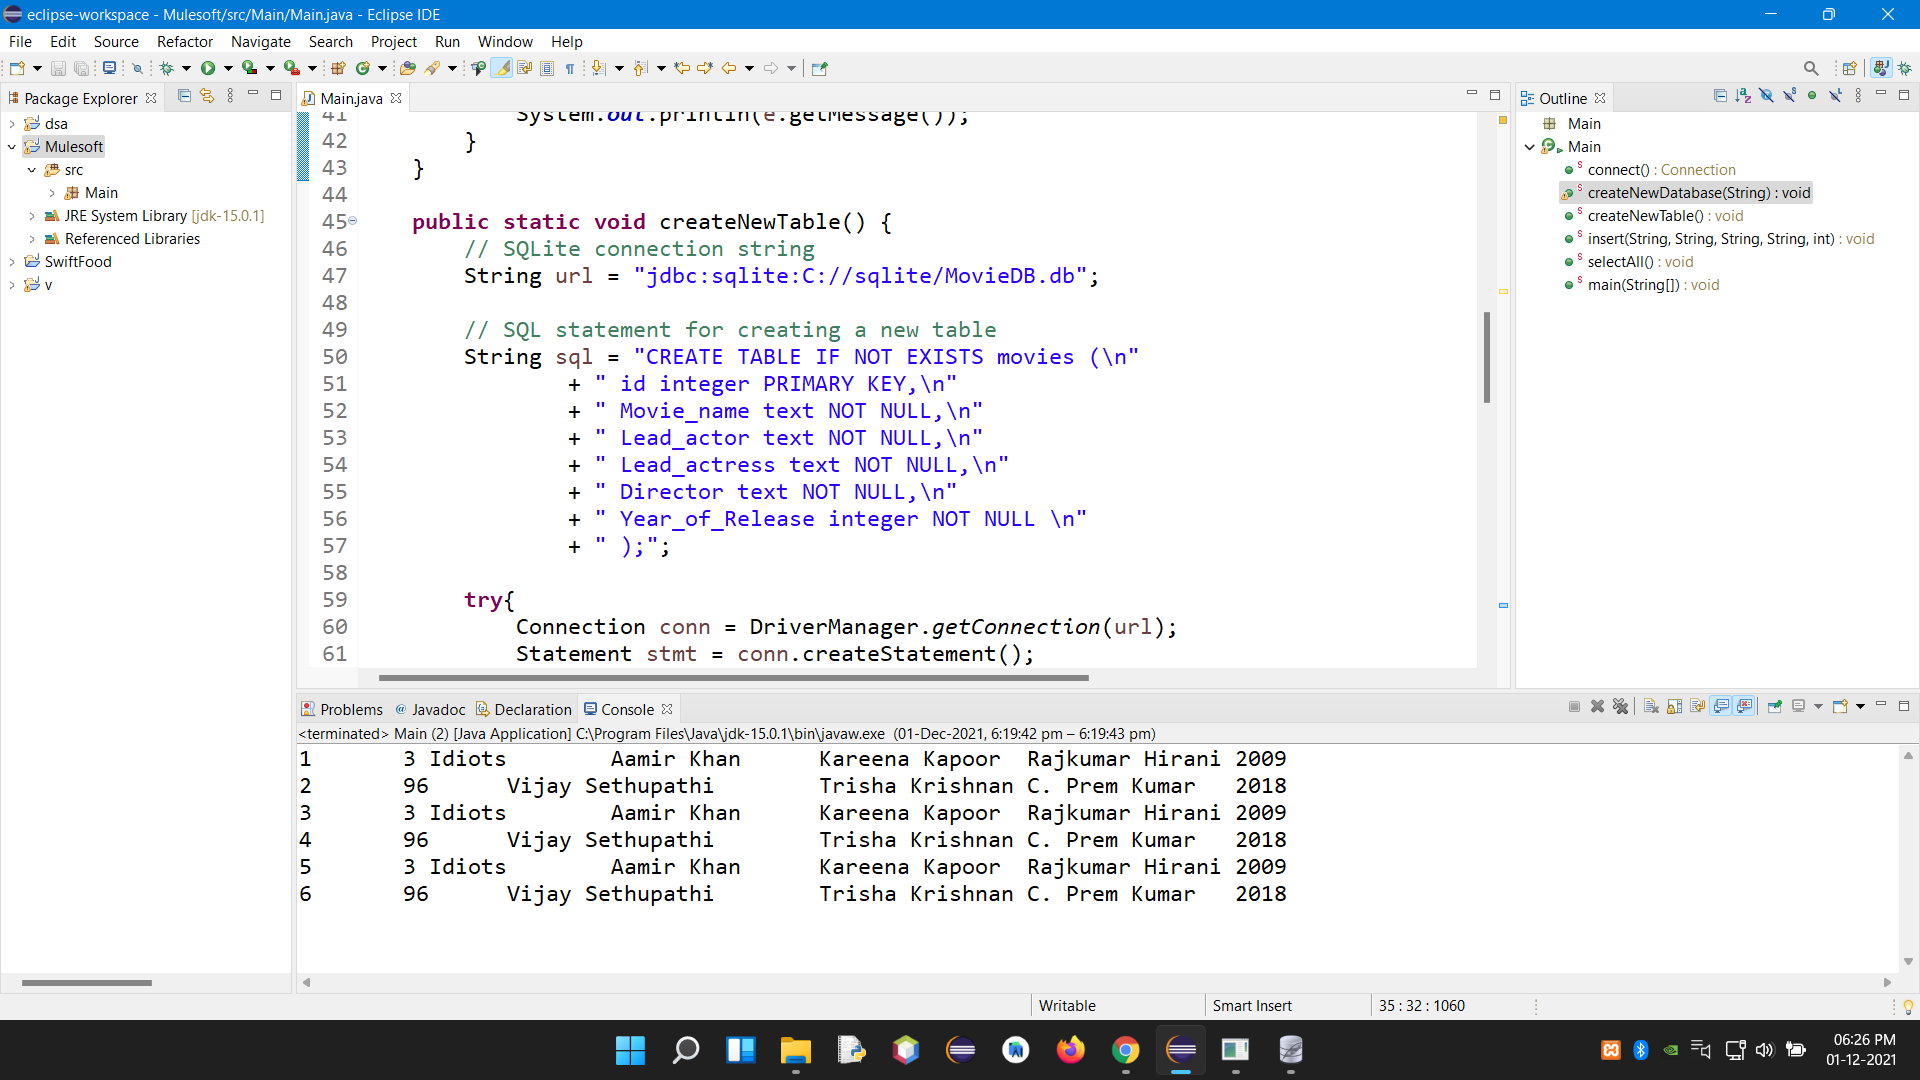 eclipse-workspace - Mulesoft/src/Main/Main.java - Eclipse IDE
File Edit Source Refactor Navigate Search Project Run Window Help
Package Explorer
dsa
Mulesoft
src
Main
JRE System Library [jdk-15.0.1]
Referenced Libraries
SwiftFood
v
Main.java
41 System.out.println(e.getMessage());
42 }
43 }
44
45 public static void createNewTable() {
46 // SQLite connection string
47 String url = "jdbc:sqlite:C://sqlite/MovieDB.db";
48
49 // SQL statement for creating a new table
50 String sql = "CREATE TABLE IF NOT EXISTS movies (\n"
51 + " id integer PRIMARY KEY,\n"
52 + " Movie_name text NOT NULL,\n"
53 + " Lead_actor text NOT NULL,\n"
54 + " Lead_actress text NOT NULL,\n"
55 + " Director text NOT NULL,\n"
56 + " Year_of_Release integer NOT NULL \n"
57 + " );";
58
59 try{
60 Connection conn = DriverManager.getConnection(url);
61 Statement stmt = conn.createStatement();
Outline
Main
Main
connect() : Connection
createNewDatabase(String) : void
createNewTable() : void
insert(String, String, String, String, int) : void
selectAll() : void
main(String[]) : void
Problems Javadoc Declaration Console
<terminated> Main (2) [Java Application] C:\Program Files\Java\jdk-15.0.1\bin\javaw.exe (01-Dec-2021, 6:19:42 pm – 6:19:43 pm)
1 3 Idiots Aamir Khan Kareena Kapoor Rajkumar Hirani 2009
2 96 Vijay Sethupathi Trisha Krishnan C. Prem Kumar 2018
3 3 Idiots Aamir Khan Kareena Kapoor Rajkumar Hirani 2009
4 96 Vijay Sethupathi Trisha Krishnan C. Prem Kumar 2018
5 3 Idiots Aamir Khan Kareena Kapoor Rajkumar Hirani 2009
6 96 Vijay Sethupathi Trisha Krishnan C. Prem Kumar 2018
Writable Smart Insert 35 : 32 : 1060
06:26 PM
01-12-2021